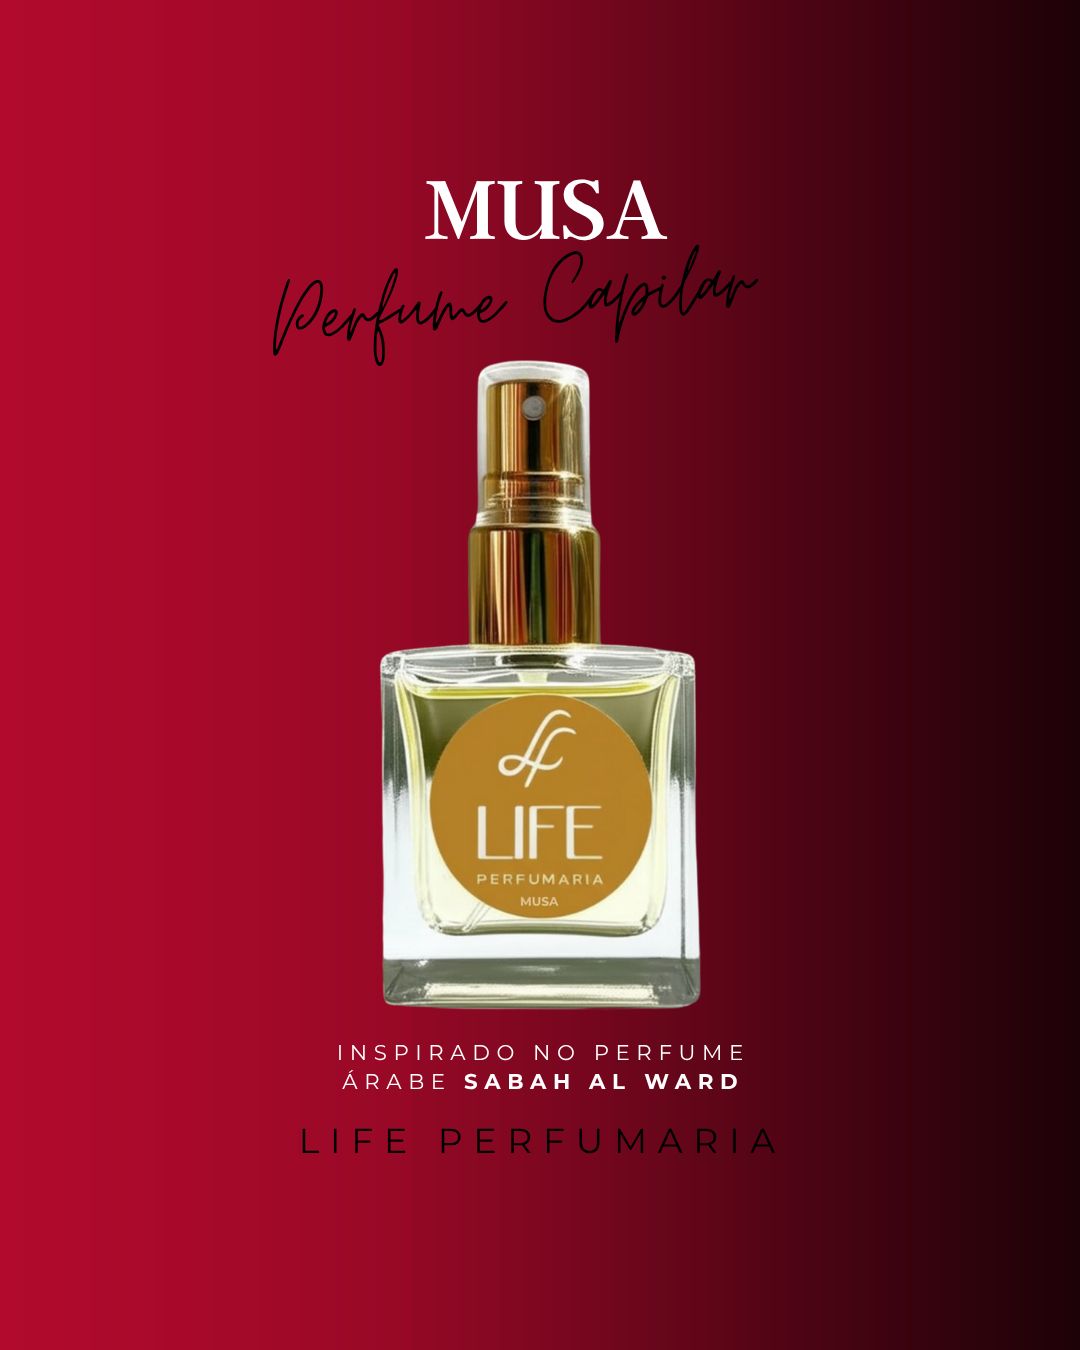 MUSA
Perfume Capilar
LIFE
PERFUMARIA
MUSA
INSPIRADO NO PERFUME
ÁRABE SABAH AL WARD
LIFE PERFUMARIA